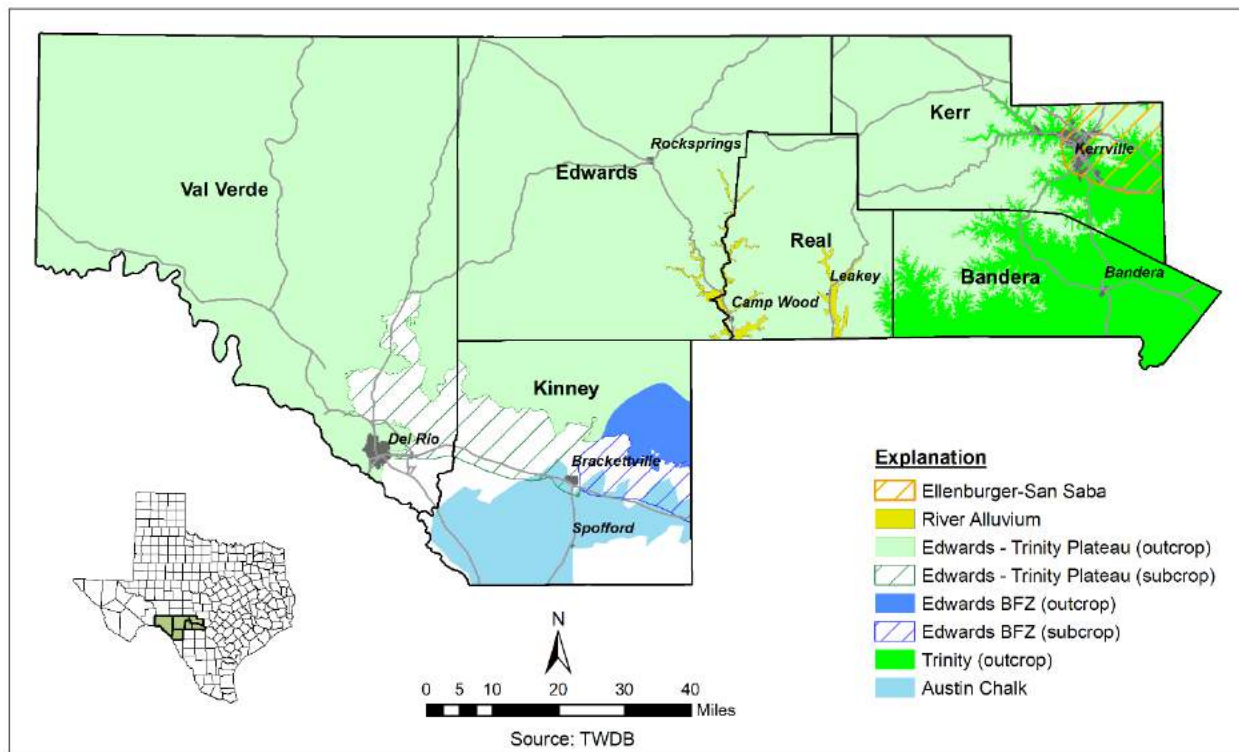 Kerr
Rocksprings
Kerrville
Val Verde
Edwards
Real
Leakey
Bandera
Bandera
Camp Wood
Kinney
Del Rio
Brackettville
Spofford
Explanation
Ellenburger-San Saba
River Alluvium
Edwards - Trinity Plateau (outcrop)
Edwards - Trinity Plateau (subcrop)
Edwards BFZ (outcrop)
Edwards BFZ (subcrop)
Trinity (outcrop)
Austin Chalk
N
0 5 10 20 30 40
Miles
Source: TWDB